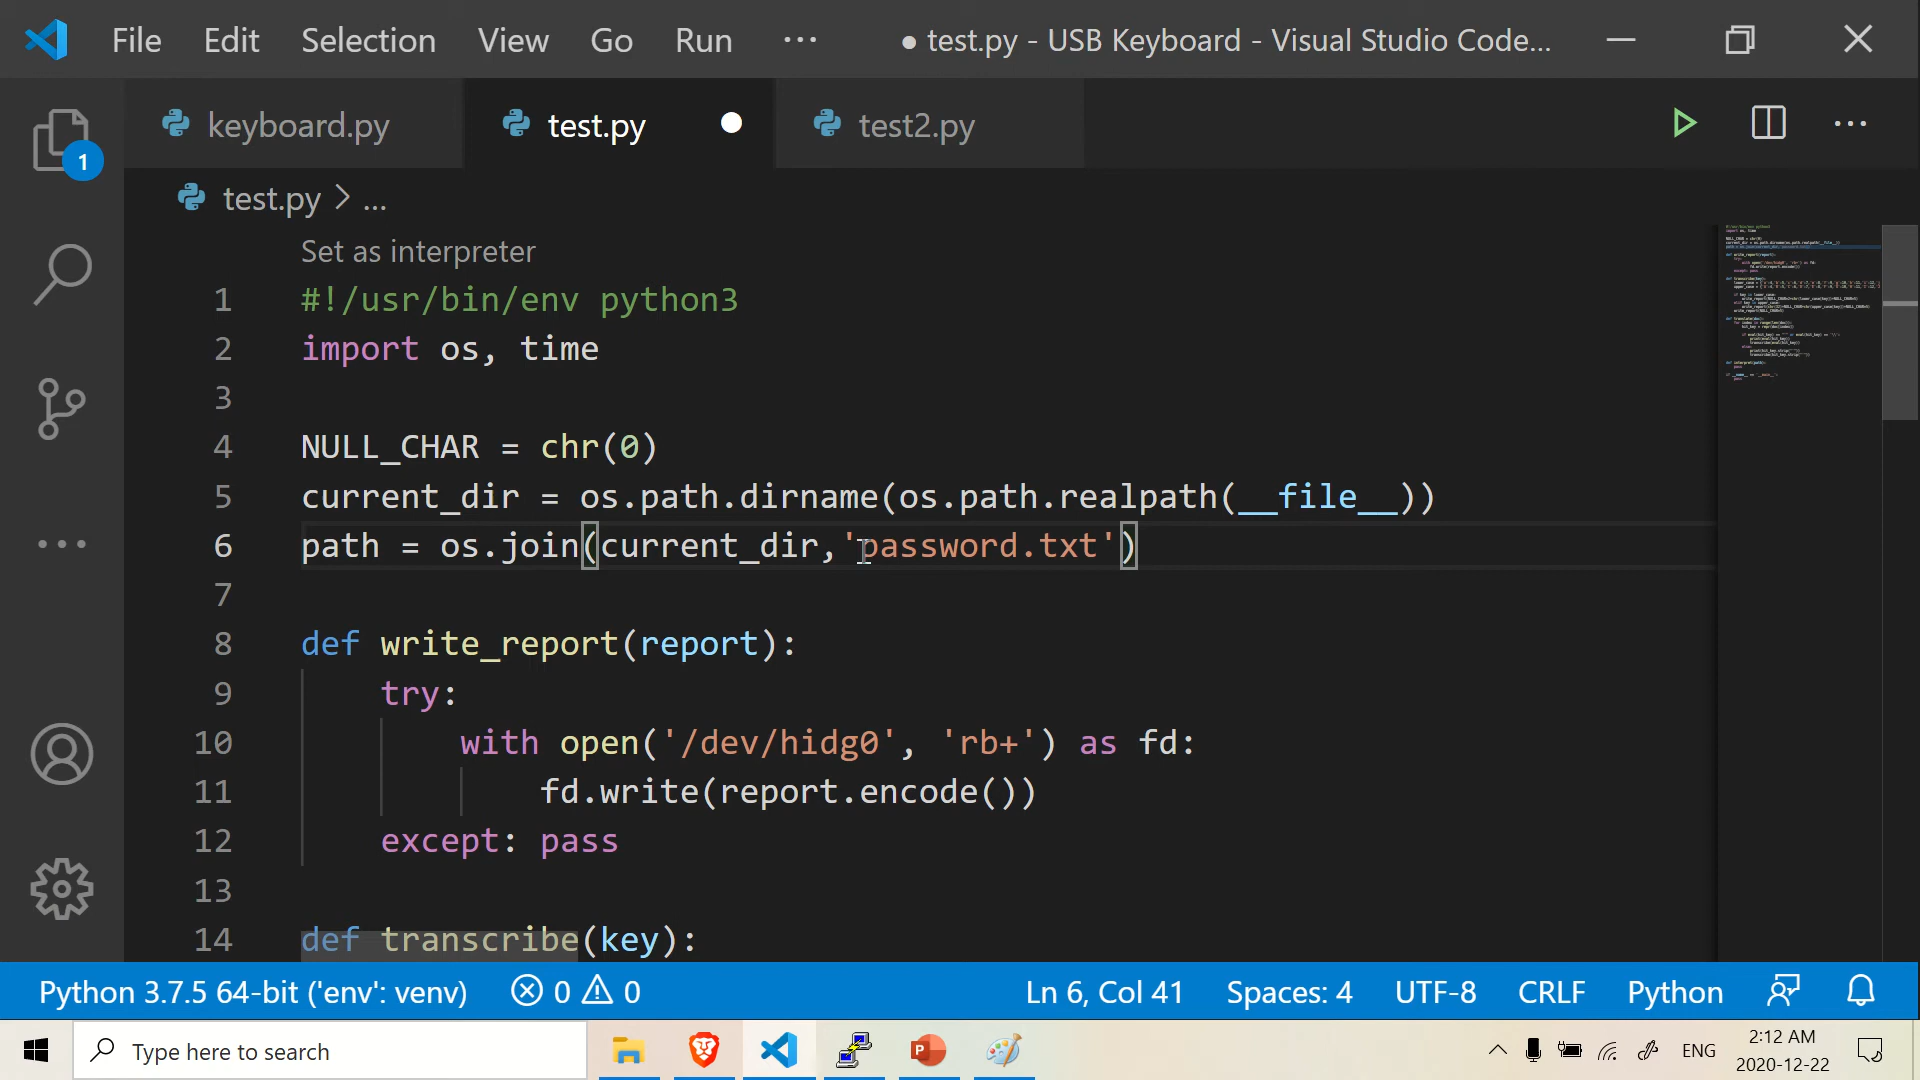 File Edit Selection View Go Run ··· ● test.py - USB Keyboard - Visual Studio Code...
keyboard.py test.py ● test2.py
test.py > ...
1
Set as interpreter
1 #!/usr/bin/env python3
2 import os, time
3
4 NULL_CHAR = chr(0)
5 current_dir = os.path.dirname(os.path.realpath(__file__))
6 path = os.join(current_dir,'password.txt')
7
8 def write_report(report):
9 try:
10 with open('/dev/hidg0', 'rb+') as fd:
11 fd.write(report.encode())
12 except: pass
13
14 def transcribe(key):
Python 3.7.5 64-bit ('env': venv) 0 0 Ln 6, Col 41 Spaces: 4 UTF-8 CRLF Python
Type here to search ENG 2:12 AM
2020-12-22